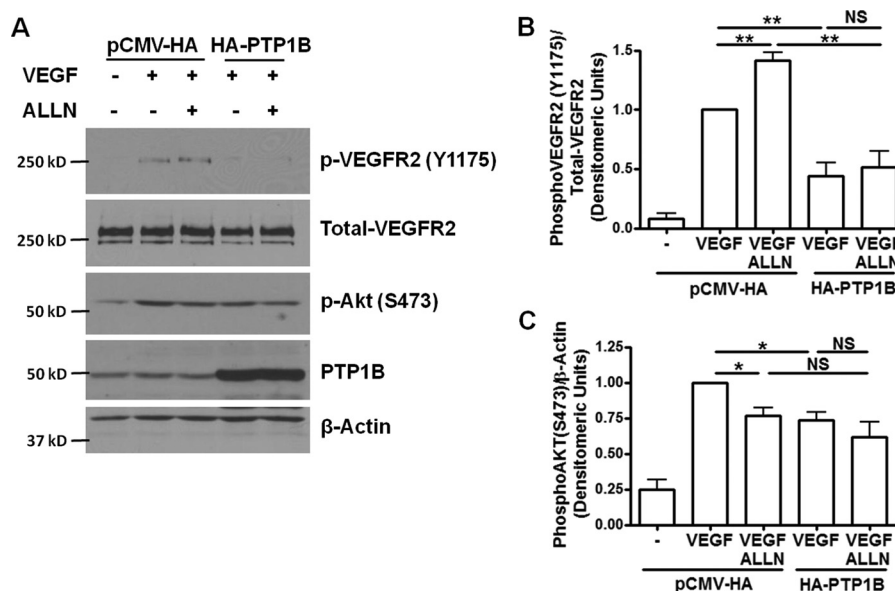 A
pCMV-HA HA-PTP1B
VEGF - + + + +
ALLN - - + - +
250 kD p-VEGFR2 (Y1175)
250 kD Total-VEGFR2
50 kD p-Akt (S473)
50 kD PTP1B
37 kD β-Actin
B
** NS
** **
PhosphoVEGFR2 (Y1175)/
Total-VEGFR2
(Densitomeric Units)
1.5
1.0
0.5
0.0
- VEGF VEGF VEGF VEGF
ALLN ALLN
pCMV-HA HA-PTP1B
C
* NS
* NS
PhosphoAKT(S473)/β-Actin
(Densitomeric Units)
1.25
1.00
0.75
0.50
0.25
0.00
- VEGF VEGF VEGF VEGF
ALLN ALLN
pCMV-HA HA-PTP1B